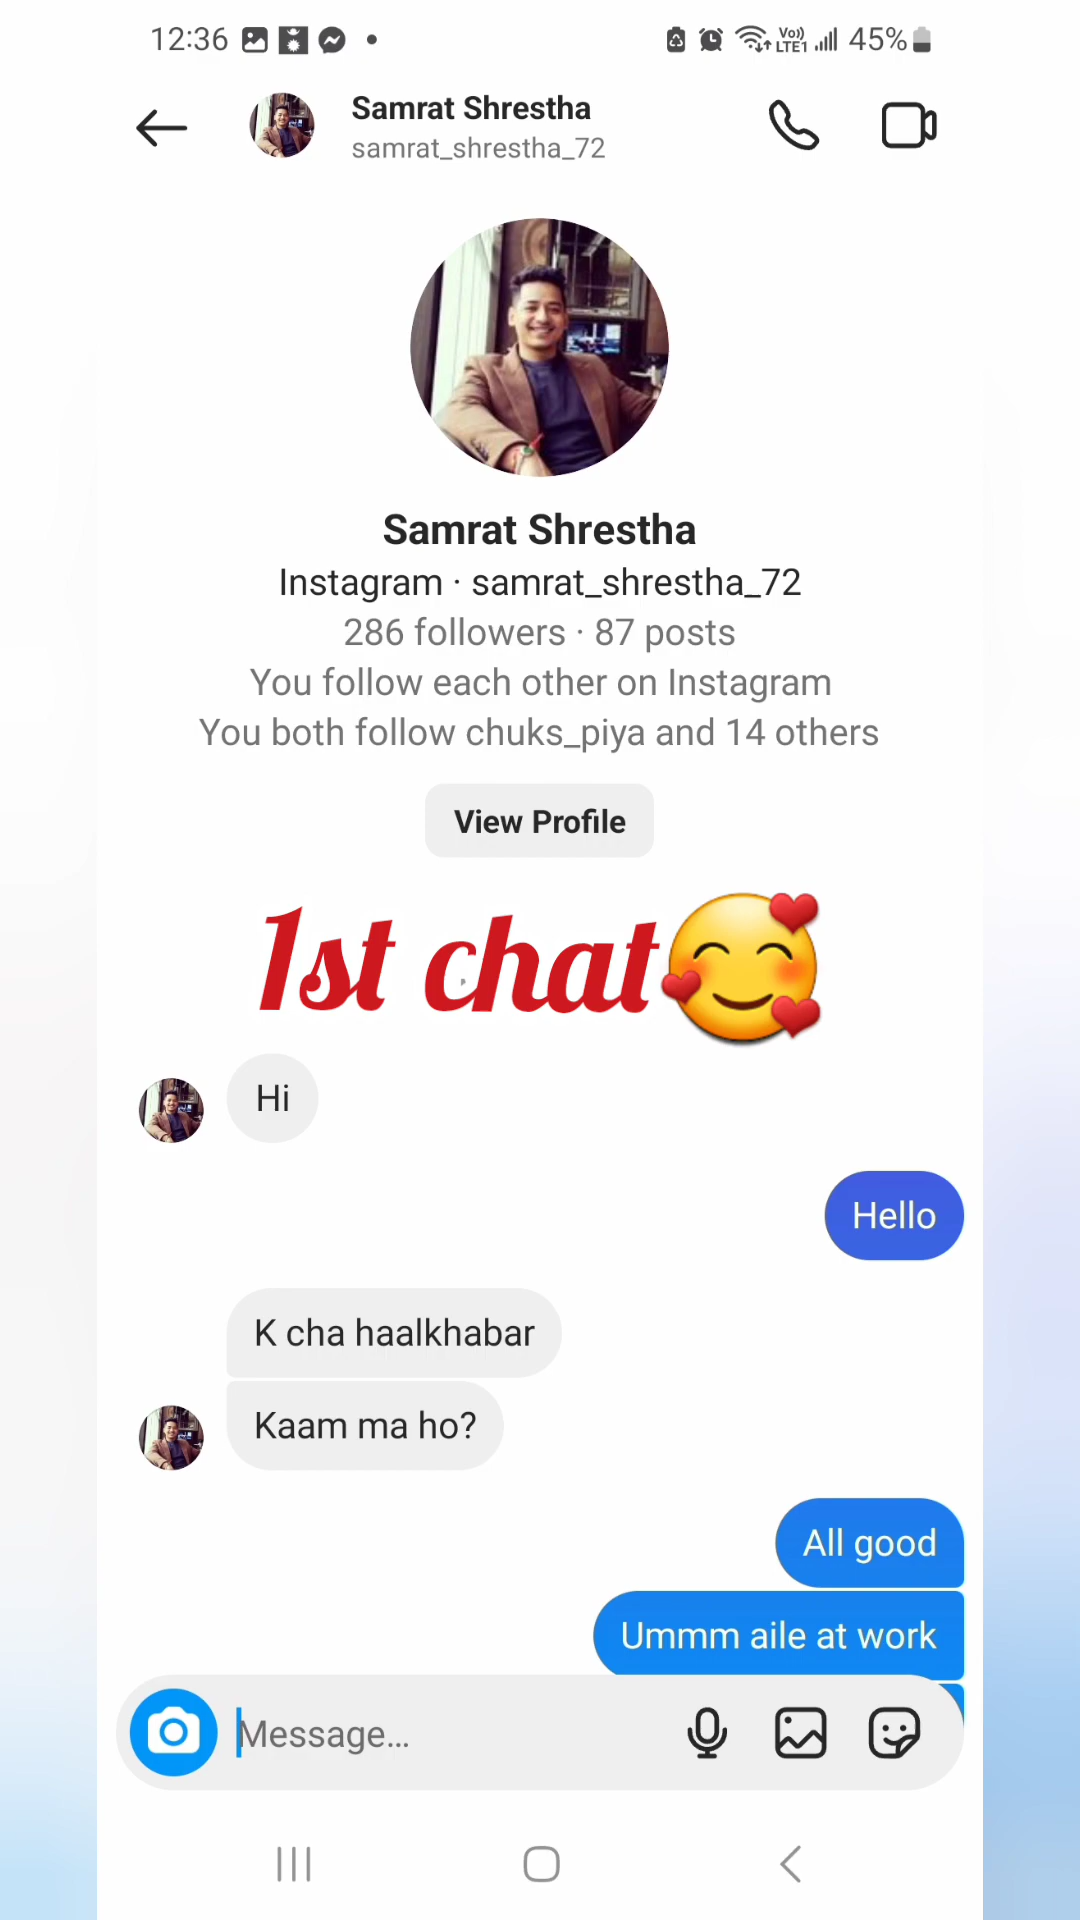 12:36
Vo))
LTE1
45%
Samrat Shrestha
samrat_shrestha_72
Samrat Shrestha
Instagram · samrat_shrestha_72
286 followers · 87 posts
You follow each other on Instagram
You both follow chuks_piya and 14 others
View Profile
1st chat🥰
Hi
Hello
K cha haalkhabar
Kaam ma ho?
All good
Ummm aile at work
Message...